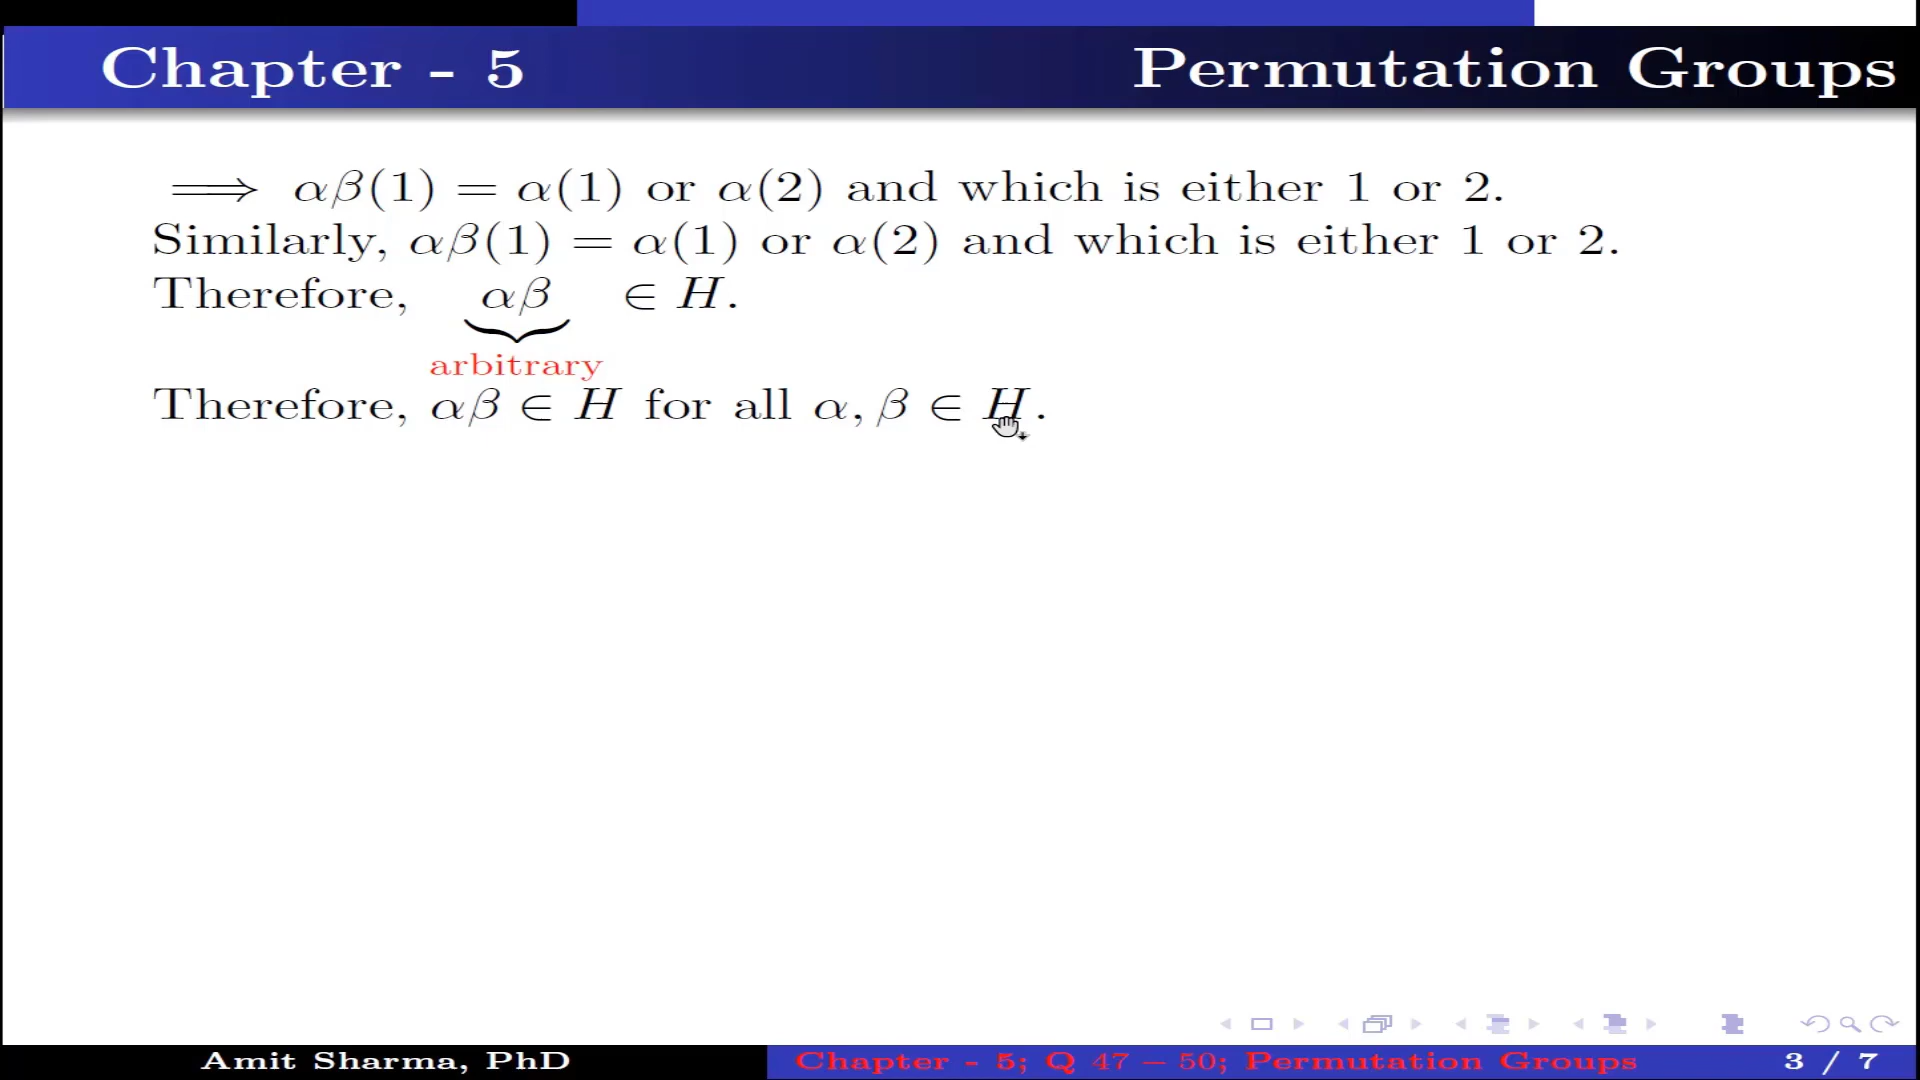 Chapter - 5 Permutation Groups
⟹ αβ(1) = α(1) or α(2) and which is either 1 or 2.
Similarly, αβ(1) = α(1) or α(2) and which is either 1 or 2.
Therefore, αβ ∈ H.
arbitrary
Therefore, αβ ∈ H for all α, β ∈ H.
Amit Sharma, PhD Chapter - 5; Q 47 – 50; Permutation Groups 3 / 7